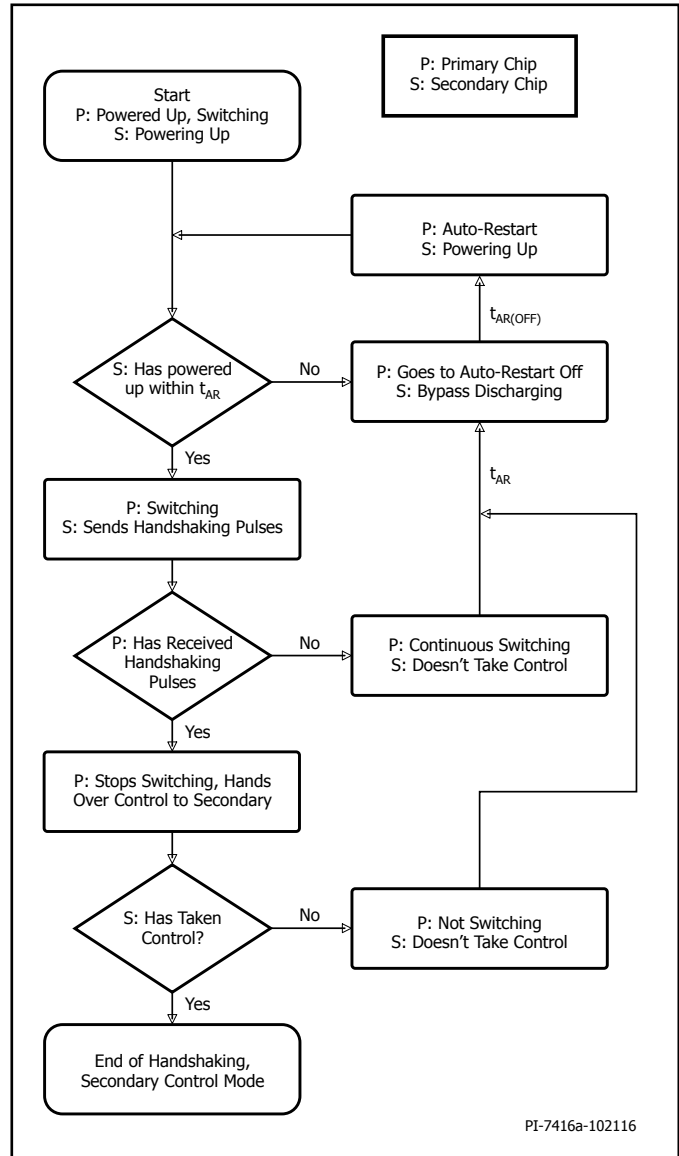 P: Primary Chip
S: Secondary Chip
Start
P: Powered Up, Switching
S: Powering Up
P: Auto-Restart
S: Powering Up
tAR(OFF)
S: Has powered
up within tAR
No
P: Goes to Auto-Restart Off
S: Bypass Discharging
Yes
tAR
P: Switching
S: Sends Handshaking Pulses
P: Has Received
Handshaking
Pulses
No
P: Continuous Switching
S: Doesn't Take Control
Yes
P: Stops Switching, Hands
Over Control to Secondary
S: Has Taken
Control?
No
P: Not Switching
S: Doesn't Take Control
Yes
End of Handshaking,
Secondary Control Mode
PI-7416a-102116